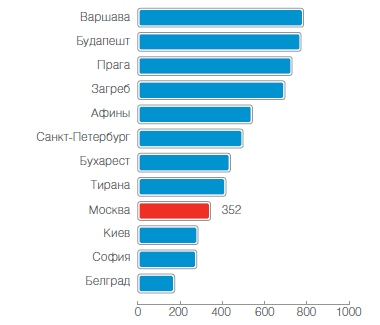 Варшава
Будапешт
Прага
Загреб
Афины
Санкт-Петербург
Бухарест
Тирана
Москва 352
Киев
София
Белград
0 200 400 600 800 1000